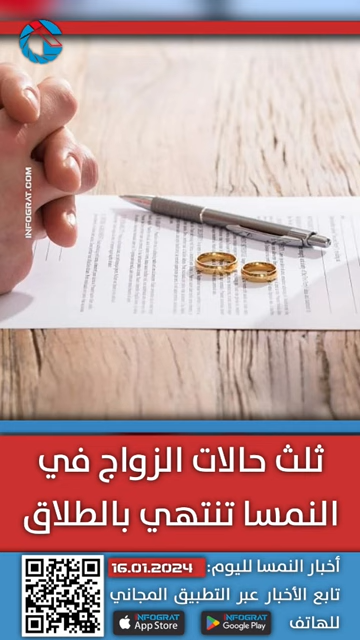 INFOGRAT.COM
ثلث حالات الزواج في
النمسا تنتهي بالطلاق
أخبار النمسا لليوم: 16.01.2024
تابع الأخبار عبر التطبيق المجاني
للهاتف
INFOGRAT
App Store
INFOGRAT
Google Play